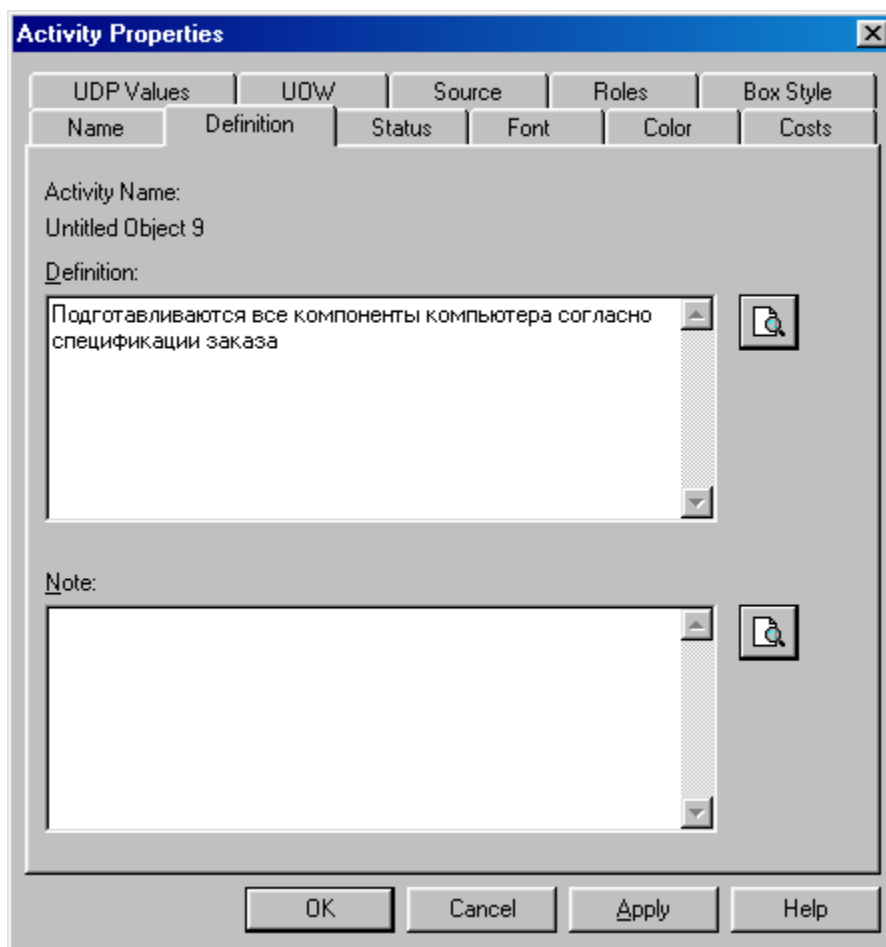 Activity Properties
UDP Values UOW Source Roles Box Style
Name Definition Status Font Color Costs
Activity Name:
Untitled Object 9
Definition:
Подготавливаются все компоненты компьютера согласно
спецификации заказа
Note:
OK Cancel Apply Help